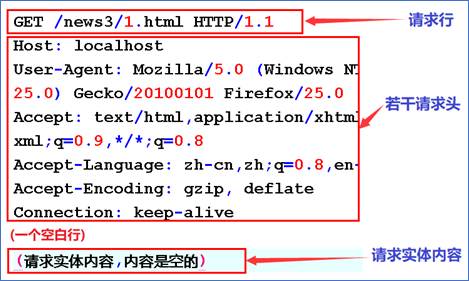 GET /news3/1.html HTTP/1.1
请求行
Host: localhost
User-Agent: Mozilla/5.0 (Windows NT
25.0) Gecko/20100101 Firefox/25.0
若干请求头
Accept: text/html,application/xhtml
xml;q=0.9,*/*;q=0.8
Accept-Language: zh-cn,zh;q=0.8,en-
Accept-Encoding: gzip, deflate
Connection: keep-alive
(一个空白行)
(请求实体内容,内容是空的)
请求实体内容